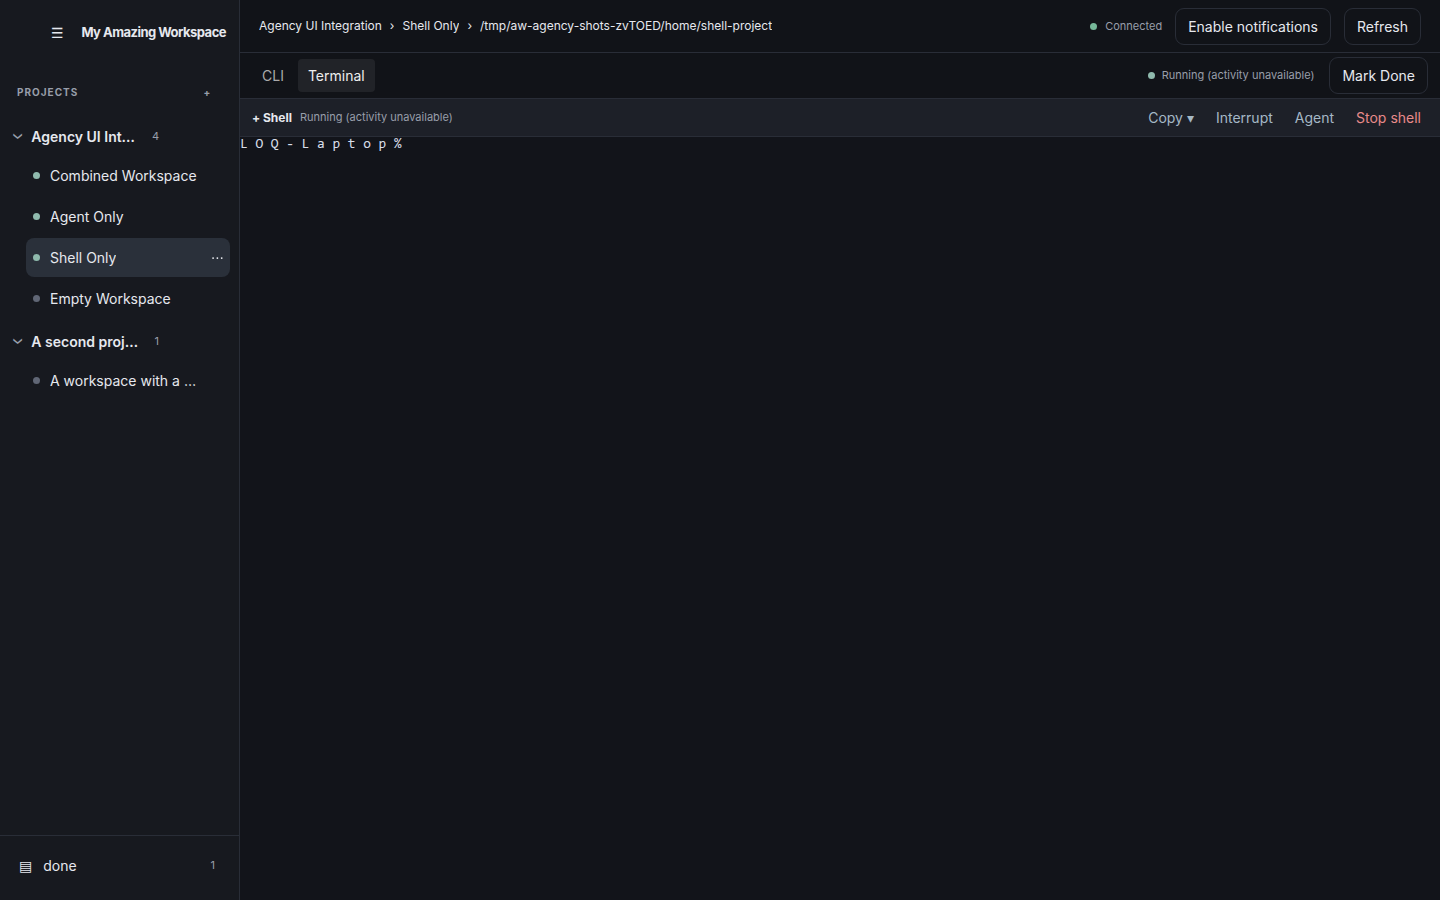 ☰ My Amazing Workspace
PROJECTS +
Agency UI Int... 4
Combined Workspace
Agent Only
Shell Only ...
Empty Workspace
A second proj... 1
A workspace with a ...
done 1
Agency UI Integration › Shell Only › /tmp/aw-agency-shots-zvTOED/home/shell-project
Connected
Enable notifications
Refresh
CLI
Terminal
Running (activity unavailable)
Mark Done
+ Shell Running (activity unavailable)
Copy ▾
Interrupt
Agent
Stop shell
LOQ-Laptop%